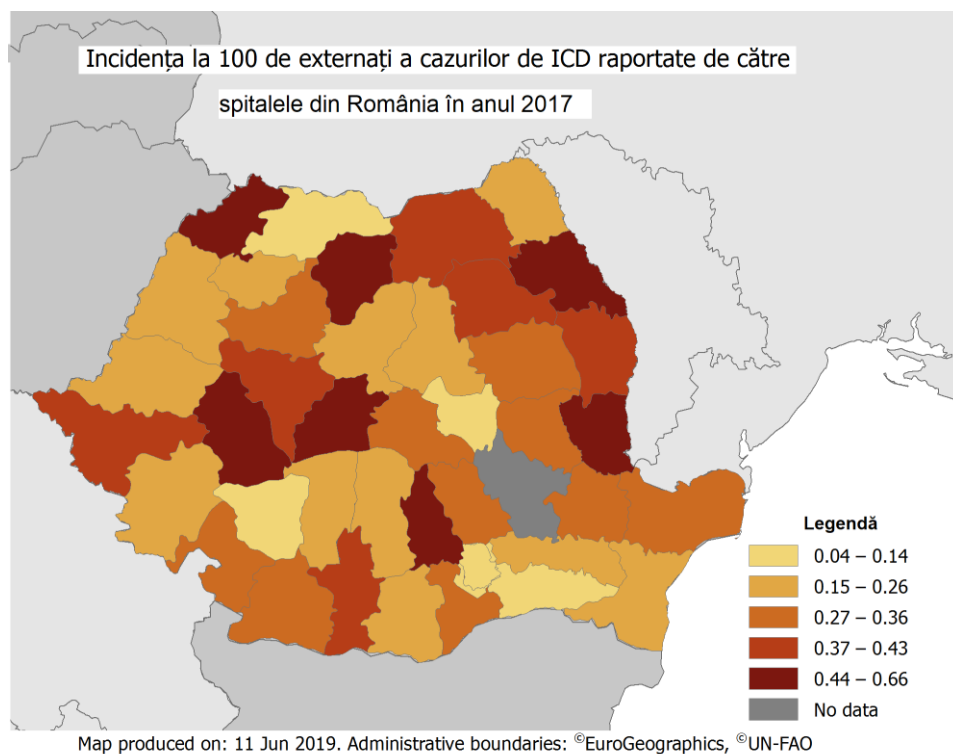 Incidența la 100 de externați a cazurilor de ICD raportate de către
spitalele din România în anul 2017
Legendă
0.04 – 0.14
0.15 – 0.26
0.27 – 0.36
0.37 – 0.43
0.44 – 0.66
No data
Map produced on: 11 Jun 2019. Administrative boundaries: ©EuroGeographics, ©UN-FAO